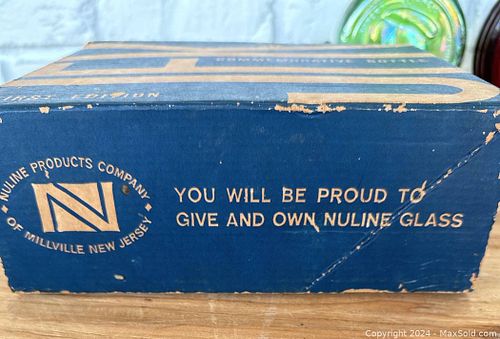 COMMEMORATIVE BOTTLE
FIRST EDITION
NULINE PRODUCTS COMPANY
N
OF MILLVILLE NEW JERSEY
YOU WILL BE PROUD TO
GIVE AND OWN NULINE GLASS
Copyright 2024 - MaxSold.com